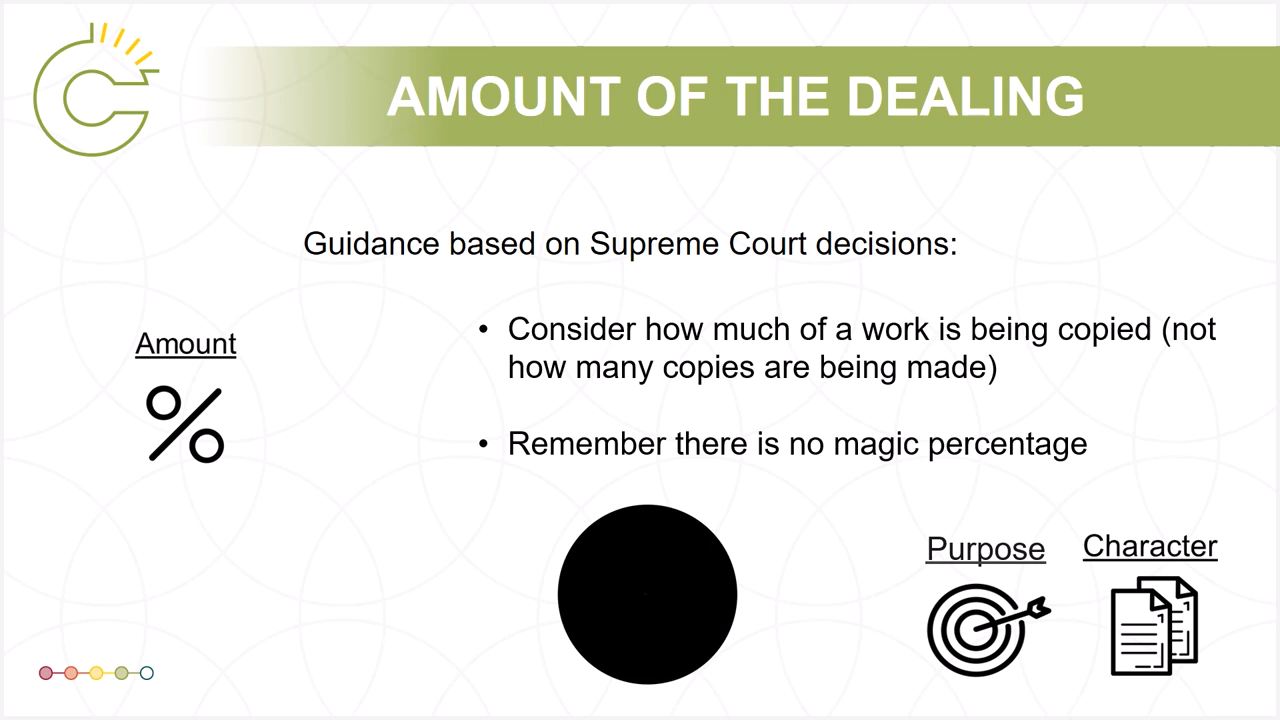 AMOUNT OF THE DEALING
Guidance based on Supreme Court decisions:
Amount
• Consider how much of a work is being copied (not
how many copies are being made)
• Remember there is no magic percentage
Purpose
Character